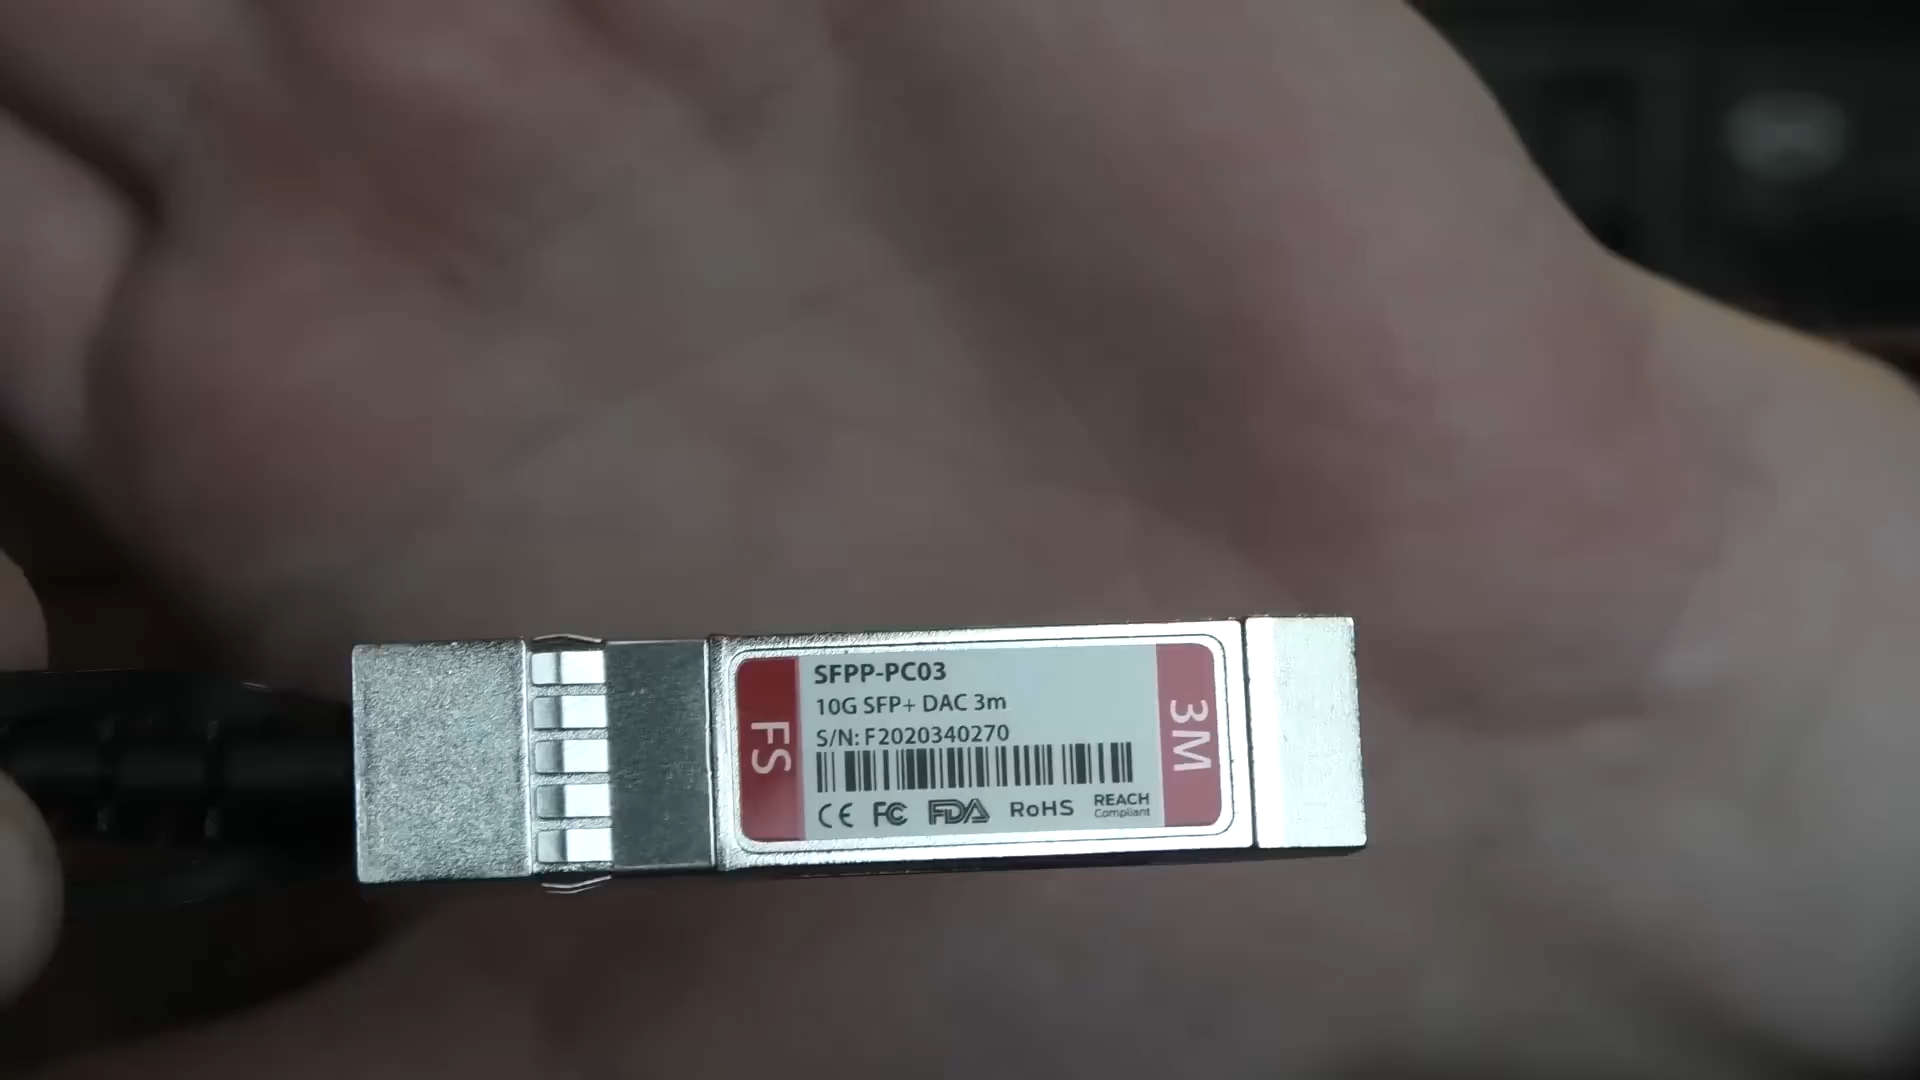 SFPP-PC03
10G SFP+ DAC 3m
S/N: F2020340270
CE FC FDA RoHS REACH
Compliant
FS
3M